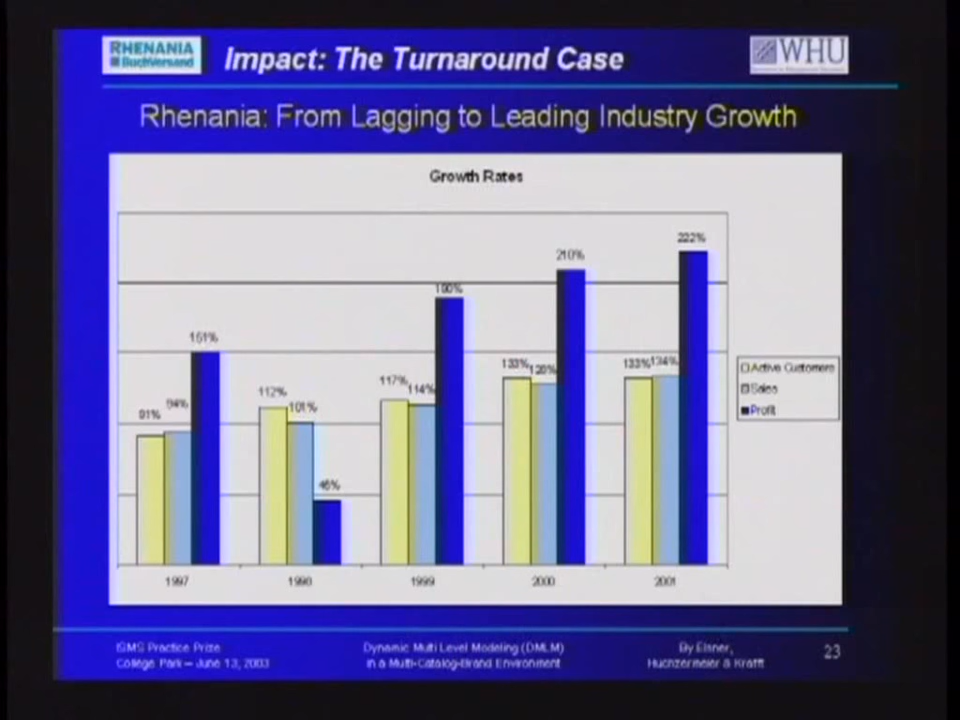 RHENANIA
BuchVersand
Impact: The Turnaround Case
WHU
Rhenania: From Lagging to Leading Industry Growth
Growth Rates
222%
210%
190%
151%
133% 128%
133% 134%
117% 114%
112% 101%
91% 94%
46%
Active Customers
Sales
Profit
1997 1998 1999 2000 2001
ISMS Practice Prize
College Park – June 13, 2003
Dynamic Multi Level Modeling (DMLM)
in a Multi-Catalog-Brand Environment
By Elsner,
Huchzermeier & Krafft
23